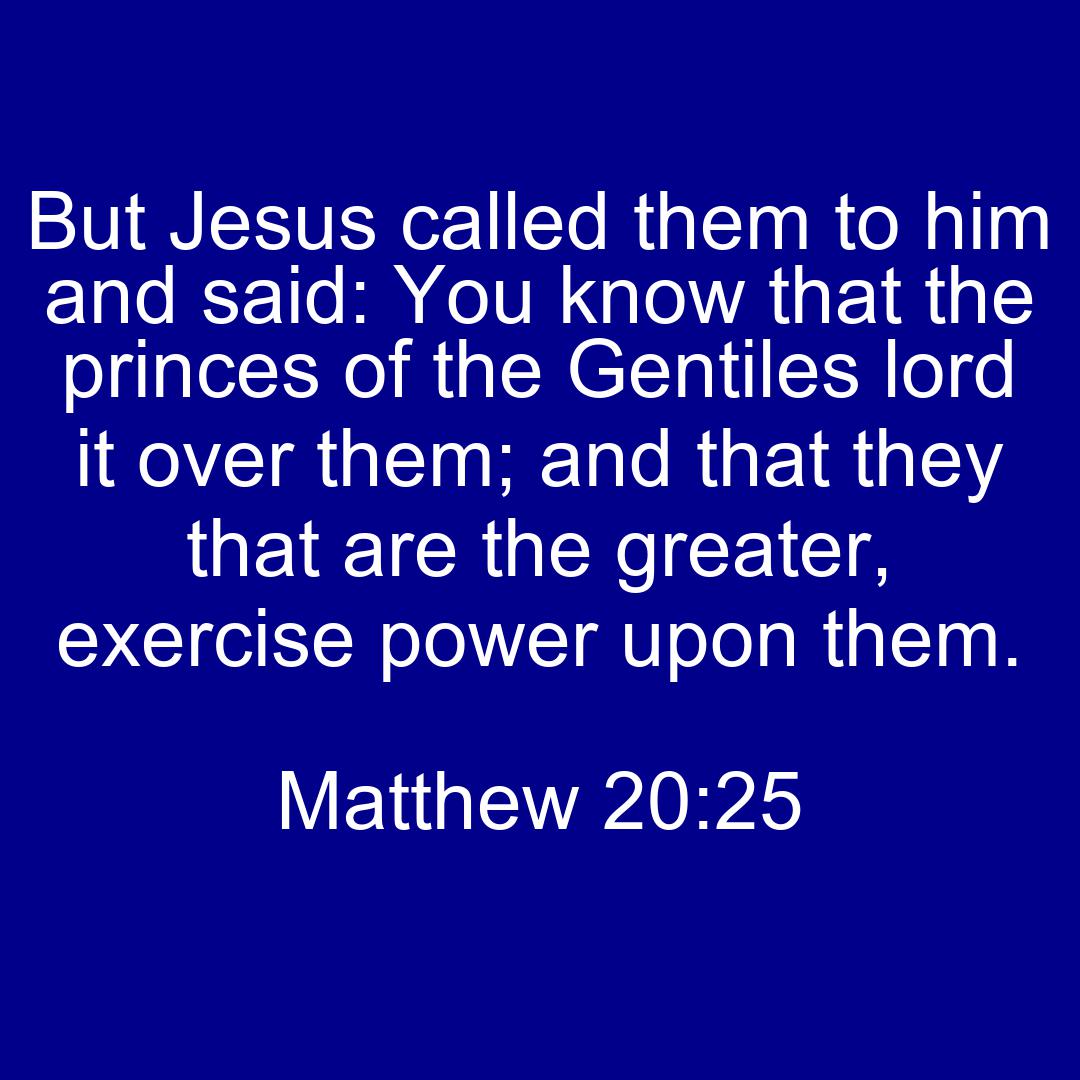 But Jesus called them to him
and said: You know that the
princes of the Gentiles lord
it over them; and that they
that are the greater,
exercise power upon them.
Matthew 20:25